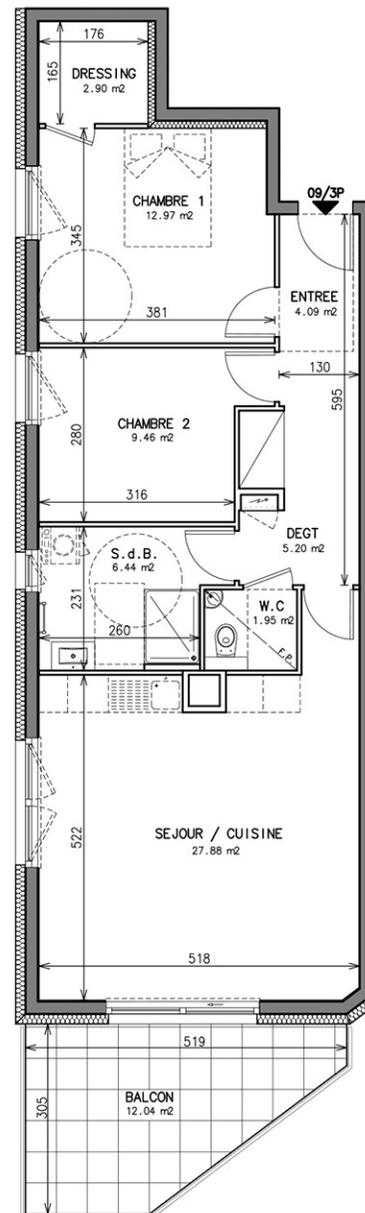 176
165
DRESSING
2.90 m2
CHAMBRE 1
12.97 m2
09/3P
345
381
ENTREE
4.09 m2
130
595
CHAMBRE 2
9.46 m2
280
316
DEGT
5.20 m2
S.d.B.
6.44 m2
231
260
W.C
1.95 m2
E.P.
522
SEJOUR / CUISINE
27.88 m2
518
519
BALCON
12.04 m2
305